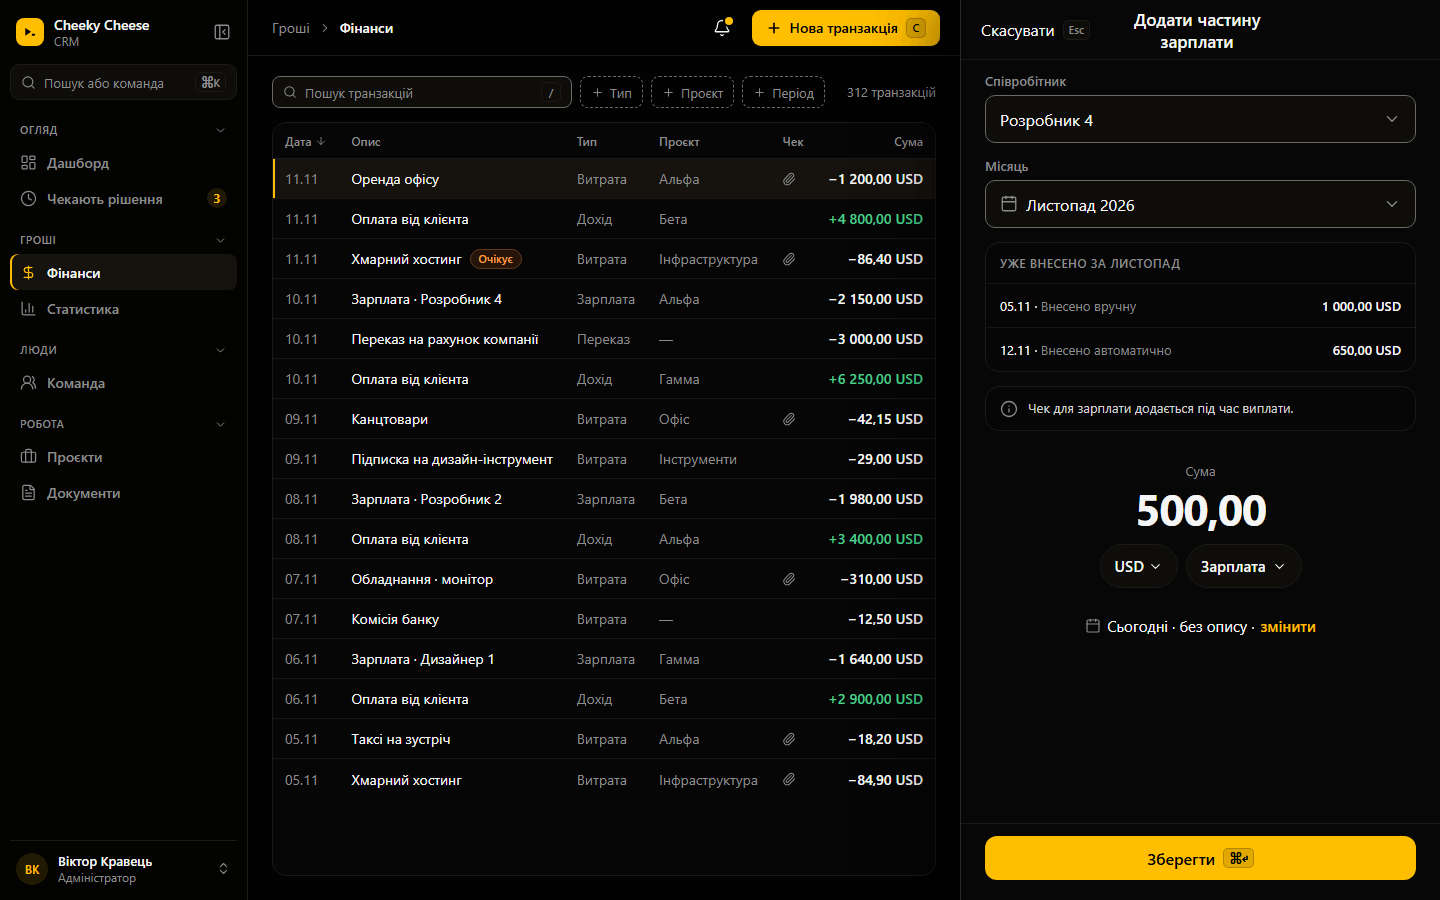 Cheeky Cheese
CRM
Пошук або команда ⌘K
ОГЛЯД
Дашборд
Чекають рішення 3
ГРОШІ
Фінанси
Статистика
ЛЮДИ
Команда
РОБОТА
Проєкти
Документи
ВК
Віктор Кравець
Адміністратор
Гроші > Фінанси
+ Нова транзакція C
Пошук транзакцій /
+ Тип
+ Проєкт
+ Період
312 транзакцій
Дата ↓ Опис Тип Проєкт Чек Сума
11.11 Оренда офісу Витрата Альфа −1 200,00 USD
11.11 Оплата від клієнта Дохід Бета +4 800,00 USD
11.11 Хмарний хостинг Очікує Витрата Інфраструктура −86,40 USD
10.11 Зарплата · Розробник 4 Зарплата Альфа −2 150,00 USD
10.11 Переказ на рахунок компанії Переказ — −3 000,00 USD
10.11 Оплата від клієнта Дохід Гамма +6 250,00 USD
09.11 Канцтовари Витрата Офіс −42,15 USD
09.11 Підписка на дизайн-інструмент Витрата Інструменти −29,00 USD
08.11 Зарплата · Розробник 2 Зарплата Бета −1 980,00 USD
08.11 Оплата від клієнта Дохід Альфа +3 400,00 USD
07.11 Обладнання · монітор Витрата Офіс −310,00 USD
07.11 Комісія банку Витрата — −12,50 USD
06.11 Зарплата · Дизайнер 1 Зарплата Гамма −1 640,00 USD
06.11 Оплата від клієнта Дохід Бета +2 900,00 USD
05.11 Таксі на зустріч Витрата Альфа −18,20 USD
05.11 Хмарний хостинг Витрата Інфраструктура −84,90 USD
Скасувати Esc
Додати частину
зарплати
Співробітник
Розробник 4
Місяць
Листопад 2026
УЖЕ ВНЕСЕНО ЗА ЛИСТОПАД
05.11 · Внесено вручну 1 000,00 USD
12.11 · Внесено автоматично 650,00 USD
Чек для зарплати додається під час виплати.
Сума
500,00
USD
Зарплата
Сьогодні · без опису · змінити
Зберегти ⌘↵